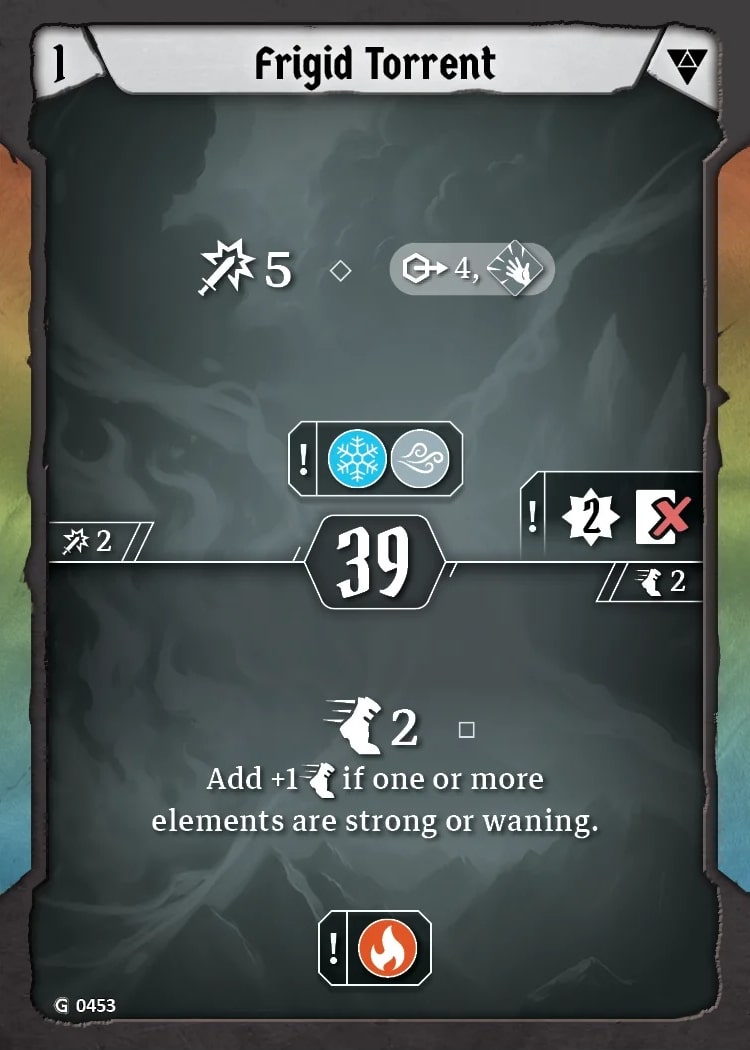 1 Frigid Torrent
5 4,
!
! 2
2
39
2
2
Add +1 if one or more
elements are strong or waning.
!
G 0453